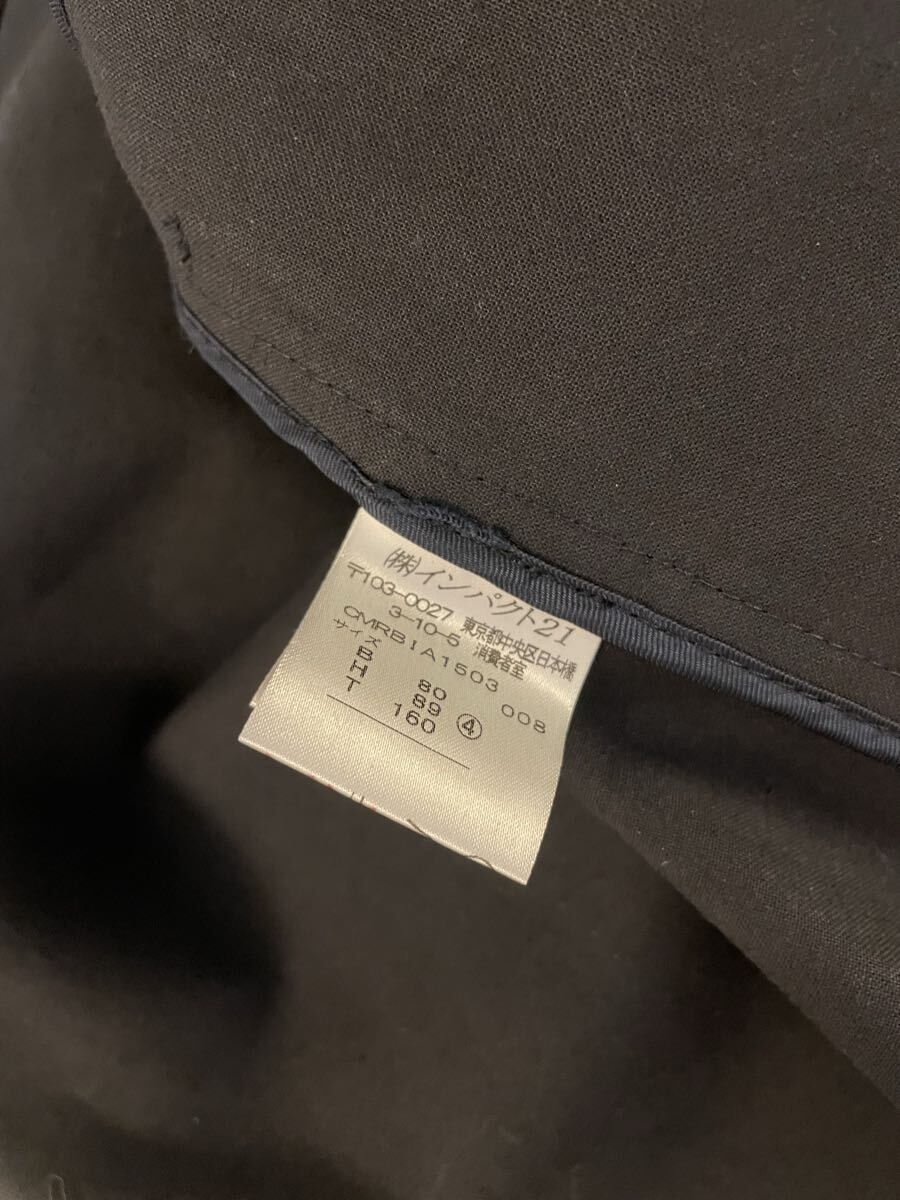 ㈱インパクト21
〒103-0027 東京都中央区日本橋
3-10-5 消費者室
CMRBIA1503 008
サイズ
B 80
H 89 ④
T 160